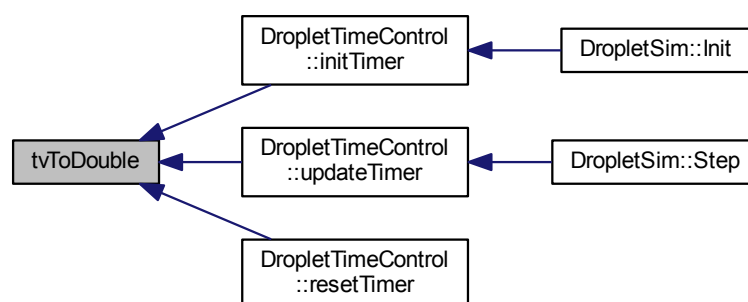 DropletTimeControl
::initTimer
DropletSim::Init
tvToDouble
DropletTimeControl
::updateTimer
DropletSim::Step
DropletTimeControl
::resetTimer